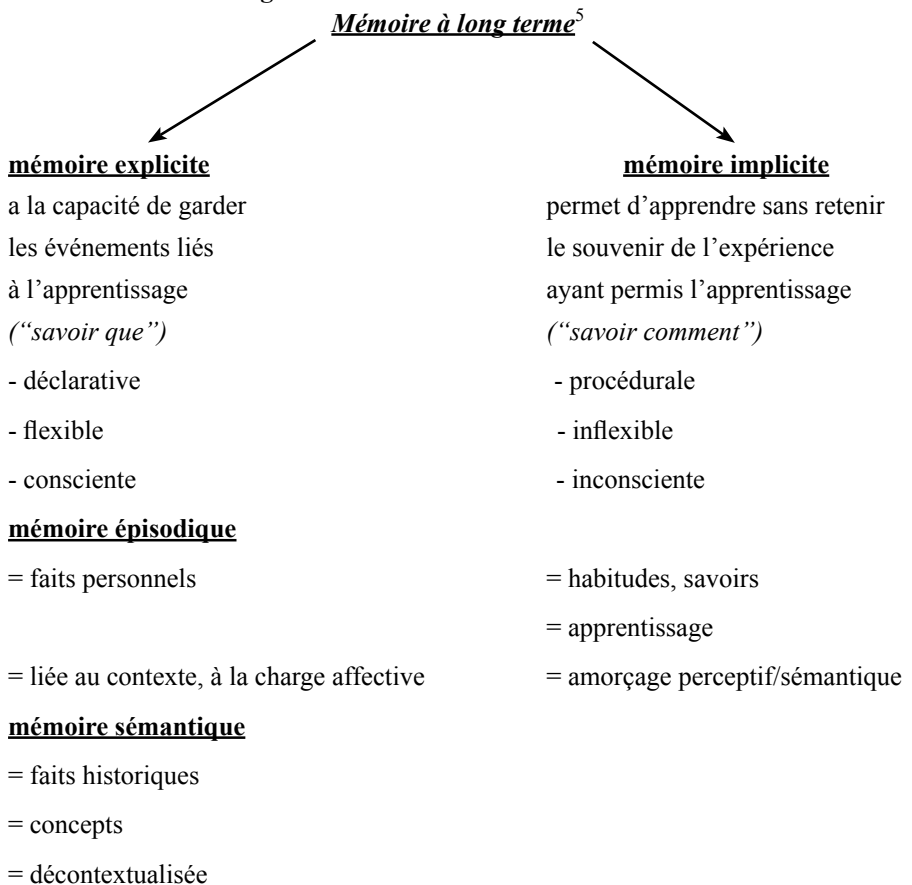 Mémoire à long terme5
mémoire explicite
a la capacité de garder
les événements liés
à l’apprentissage
(“savoir que”)
- déclarative
- flexible
- consciente
mémoire épisodique
= faits personnels
= liée au contexte, à la charge affective
mémoire sémantique
= faits historiques
= concepts
= décontextualisée
mémoire implicite
permet d’apprendre sans retenir
le souvenir de l’expérience
ayant permis l’apprentissage
(“savoir comment”)
- procédurale
- inflexible
- inconsciente
= habitudes, savoirs
= apprentissage
= amorçage perceptif/sémantique